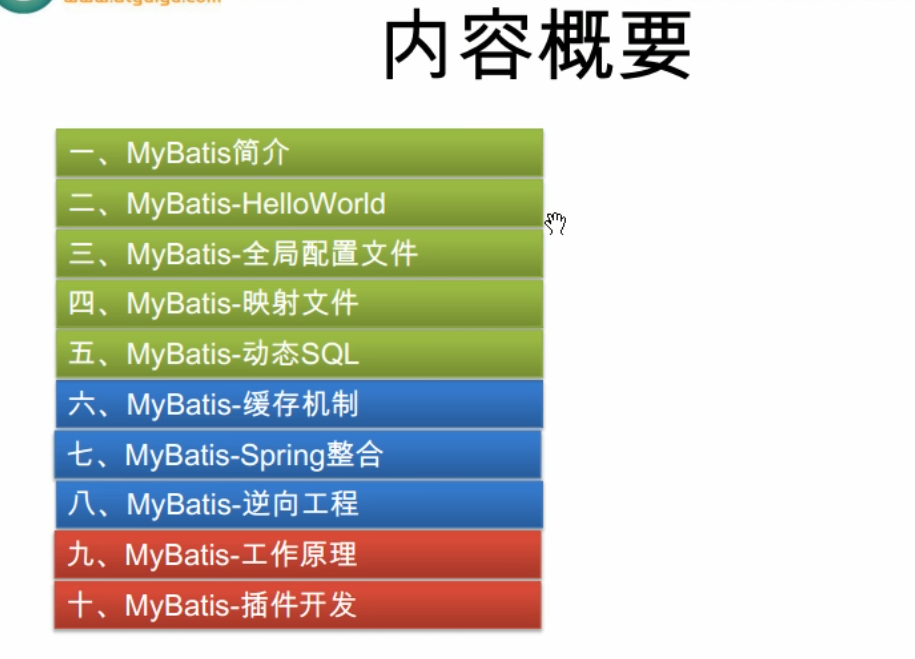 www.atguigu.com
内容概要
一、MyBatis简介
二、MyBatis-HelloWorld
三、MyBatis-全局配置文件
四、MyBatis-映射文件
五、MyBatis-动态SQL
六、MyBatis-缓存机制
七、MyBatis-Spring整合
八、MyBatis-逆向工程
九、MyBatis-工作原理
十、MyBatis-插件开发